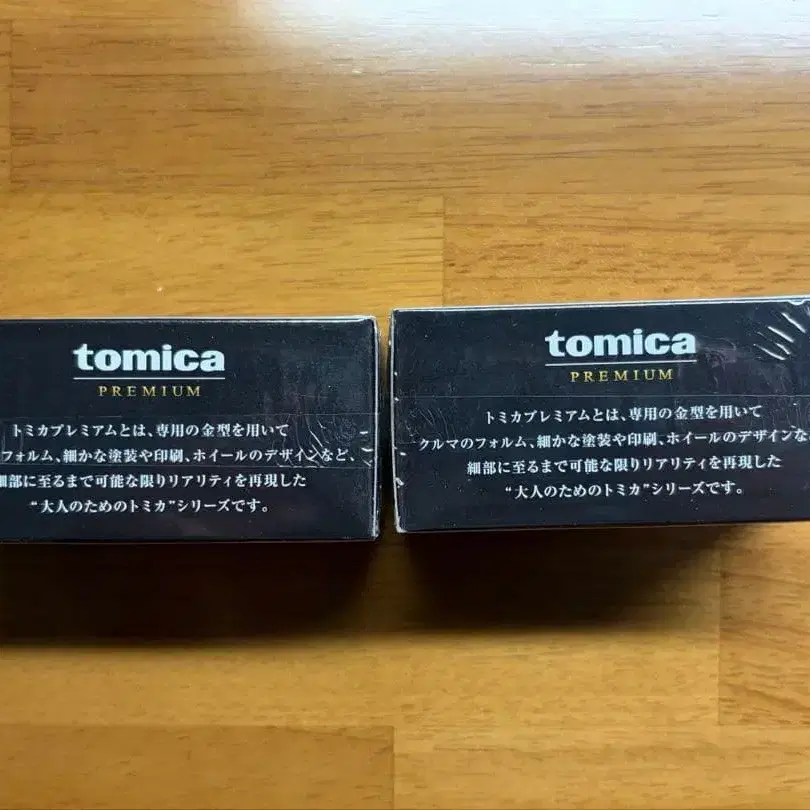 tomica
PREMIUM
トミカプレミアムとは、専用の金型を用いて
フォルム、細かな塗装や印刷、ホイールのデザインなど、
細部に至るまで可能な限りリアリティを再現した
“大人のためのトミカ”シリーズです。
tomica
PREMIUM
トミカプレミアムとは、専用の金型を用いて
クルマのフォルム、細かな塗装や印刷、ホイールのデザインな
細部に至るまで可能な限りリアリティを再現した
“大人のためのトミカ”シリーズです。